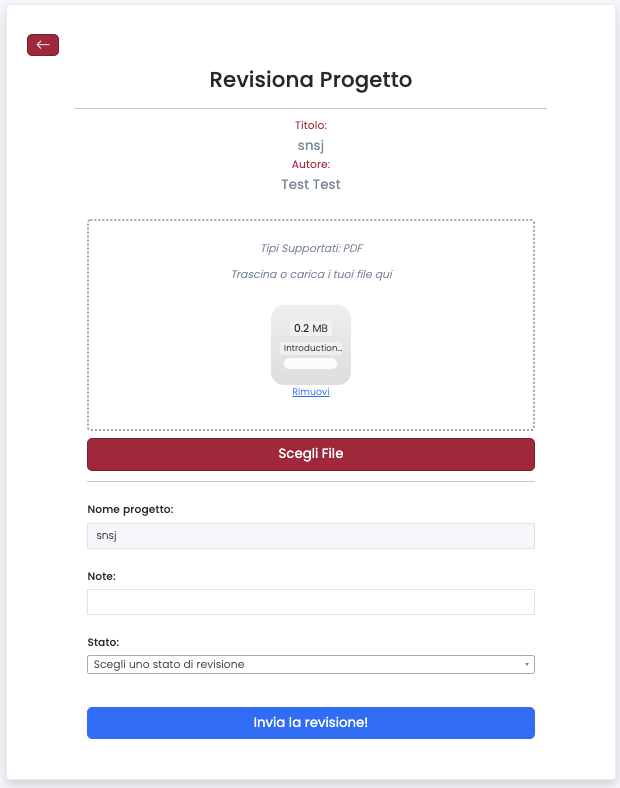 Revisiona Progetto
Titolo:
snsj
Autore:
Test Test
Tipi Supportati: PDF
Trascina o carica i tuoi file qui
0.2 MB
Introduction...
Rimuovi
Scegli File
Nome progetto:
snsj
Note:
Stato:
Scegli uno stato di revisione
Invia la revisione!